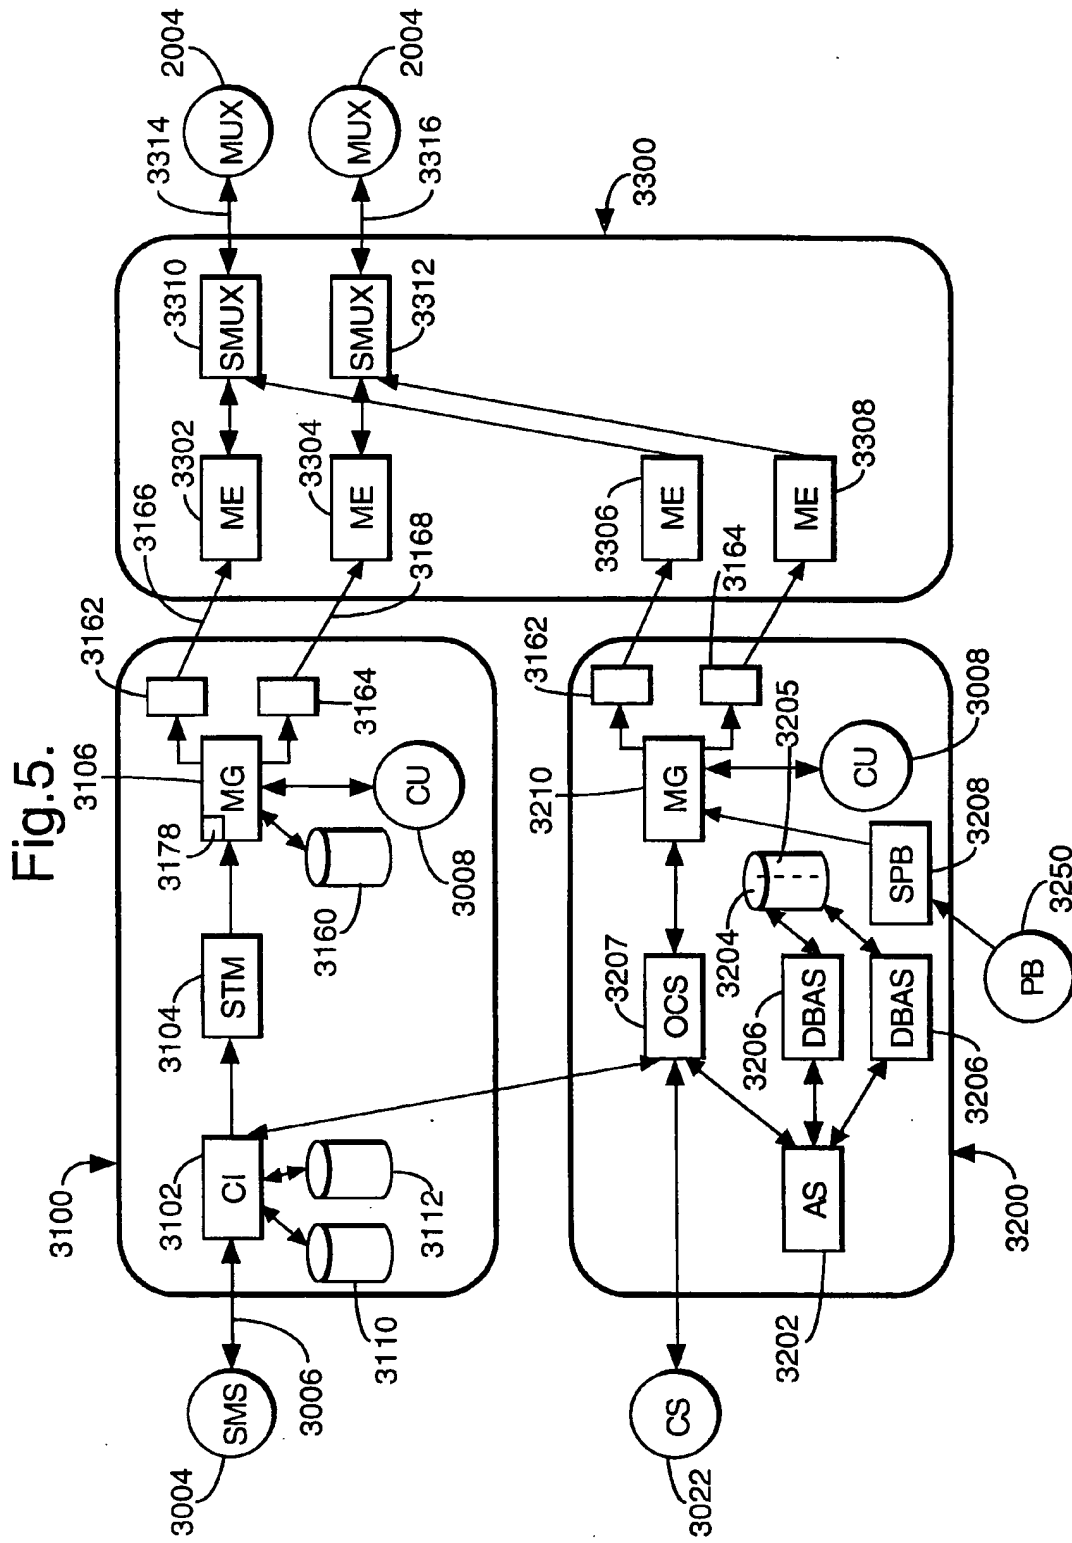 Fig.5.
3004
SMS
3006
3100
3102
CI
3110
3112
3104
STM
3178
3106
MG
3160
CU
3008
3162
3164
3166
3168
3302
ME
3304
ME
3310
SMUX
3312
SMUX
3314
3316
2004
MUX
2004
MUX
3300
3306
ME
3308
ME
3022
CS
3202
AS
3200
3207
OCS
3206
DBAS
DBAS
3206
3204
3205
3210
MG
3162
3164
CU
3008
SPB
3208
PB
3250